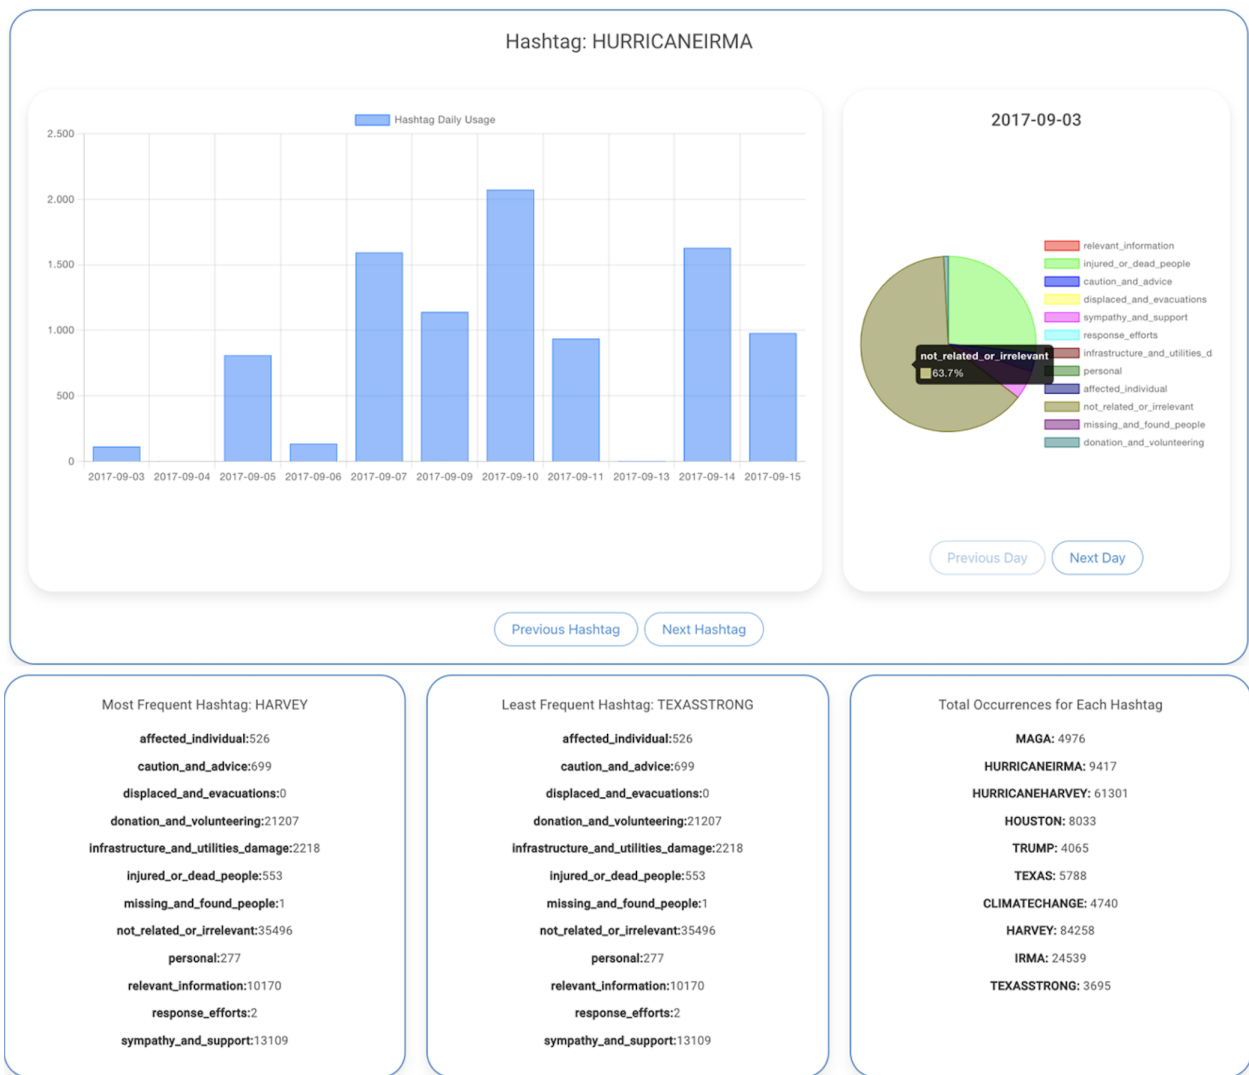 Hashtag: HURRICANEIRMA
Hashtag Daily Usage
2.500
2.000
1.500
1.000
500
0
2017-09-03 2017-09-04 2017-09-05 2017-09-06 2017-09-07 2017-09-09 2017-09-10 2017-09-11 2017-09-13 2017-09-14 2017-09-15
2017-09-03
relevant_information
injured_or_dead_people
caution_and_advice
displaced_and_evacuations
sympathy_and_support
response_efforts
infrastructure_and_utilities_d
personal
affected_individual
not_related_or_irrelevant
missing_and_found_people
donation_and_volunteering
not_related_or_irrelevant
63.7%
Previous Day Next Day
Previous Hashtag Next Hashtag
Most Frequent Hashtag: HARVEY
affected_individual:526
caution_and_advice:699
displaced_and_evacuations:0
donation_and_volunteering:21207
infrastructure_and_utilities_damage:2218
injured_or_dead_people:553
missing_and_found_people:1
not_related_or_irrelevant:35496
personal:277
relevant_information:10170
response_efforts:2
sympathy_and_support:13109
Least Frequent Hashtag: TEXASSTRONG
affected_individual:526
caution_and_advice:699
displaced_and_evacuations:0
donation_and_volunteering:21207
infrastructure_and_utilities_damage:2218
injured_or_dead_people:553
missing_and_found_people:1
not_related_or_irrelevant:35496
personal:277
relevant_information:10170
response_efforts:2
sympathy_and_support:13109
Total Occurrences for Each Hashtag
MAGA: 4976
HURRICANEIRMA: 9417
HURRICANEHARVEY: 61301
HOUSTON: 8033
TRUMP: 4065
TEXAS: 5788
CLIMATECHANGE: 4740
HARVEY: 84258
IRMA: 24539
TEXASSTRONG: 3695